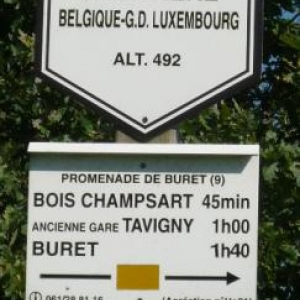 BELGIQUE-G.D. LUXEMBOURG
ALT. 492
PROMENADE DE BURET (9)
BOIS CHAMPSART 45min
ANCIENNE GARE TAVIGNY 1h00
BURET 1h40